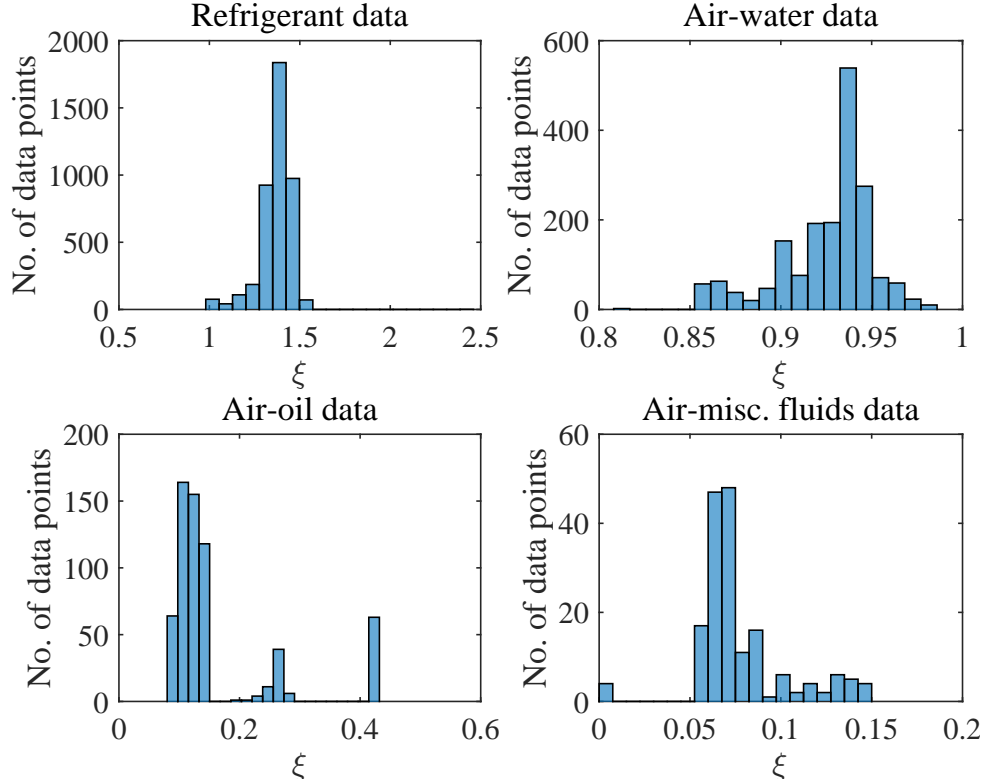 Refrigerant data
No. of data points
2000
1500
1000
500
0
0.5 1 1.5 2 2.5
ξ
Air-water data
No. of data points
600
400
200
0
0.8 0.85 0.9 0.95 1
ξ
Air-oil data
No. of data points
200
150
100
50
0
0 0.2 0.4 0.6
ξ
Air-misc. fluids data
No. of data points
60
40
20
0
0 0.05 0.1 0.15 0.2
ξ